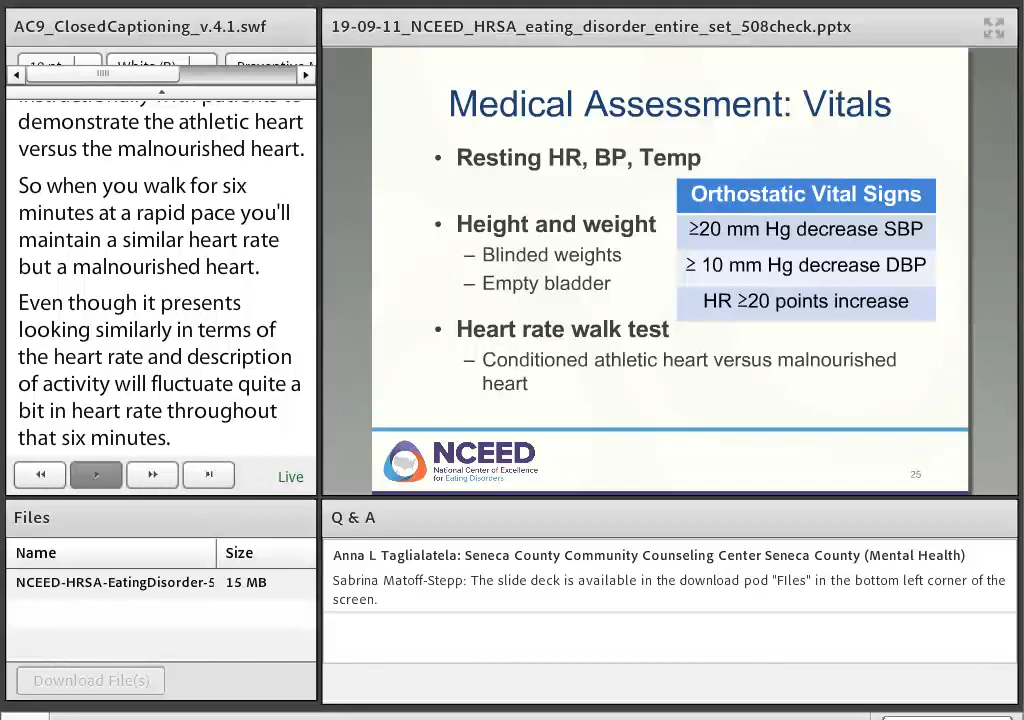 AC9_ClosedCaptioning_v.4.1.swf
demonstrate the athletic heart
versus the malnourished heart.
So when you walk for six
minutes at a rapid pace you'll
maintain a similar heart rate
but a malnourished heart.
Even though it presents
looking similarly in terms of
the heart rate and description
of activity will fluctuate quite a
bit in heart rate throughout
that six minutes.
Live
19-09-11_NCEED_HRSA_eating_disorder_entire_set_508check.pptx
Medical Assessment: Vitals
• Resting HR, BP, Temp
• Height and weight
– Blinded weights
– Empty bladder
• Heart rate walk test
– Conditioned athletic heart versus malnourished
heart
Orthostatic Vital Signs
≥20 mm Hg decrease SBP
≥ 10 mm Hg decrease DBP
HR ≥20 points increase
NCEED
National Center of Excellence
for Eating Disorders
25
Files
Name Size
NCEED-HRSA-EatingDisorder-5 15 MB
Download File(s)
Q & A
Anna L Taglialatela: Seneca County Community Counseling Center Seneca County (Mental Health)
Sabrina Matoff-Stepp: The slide deck is available in the download pod "FIles" in the bottom left corner of the
screen.